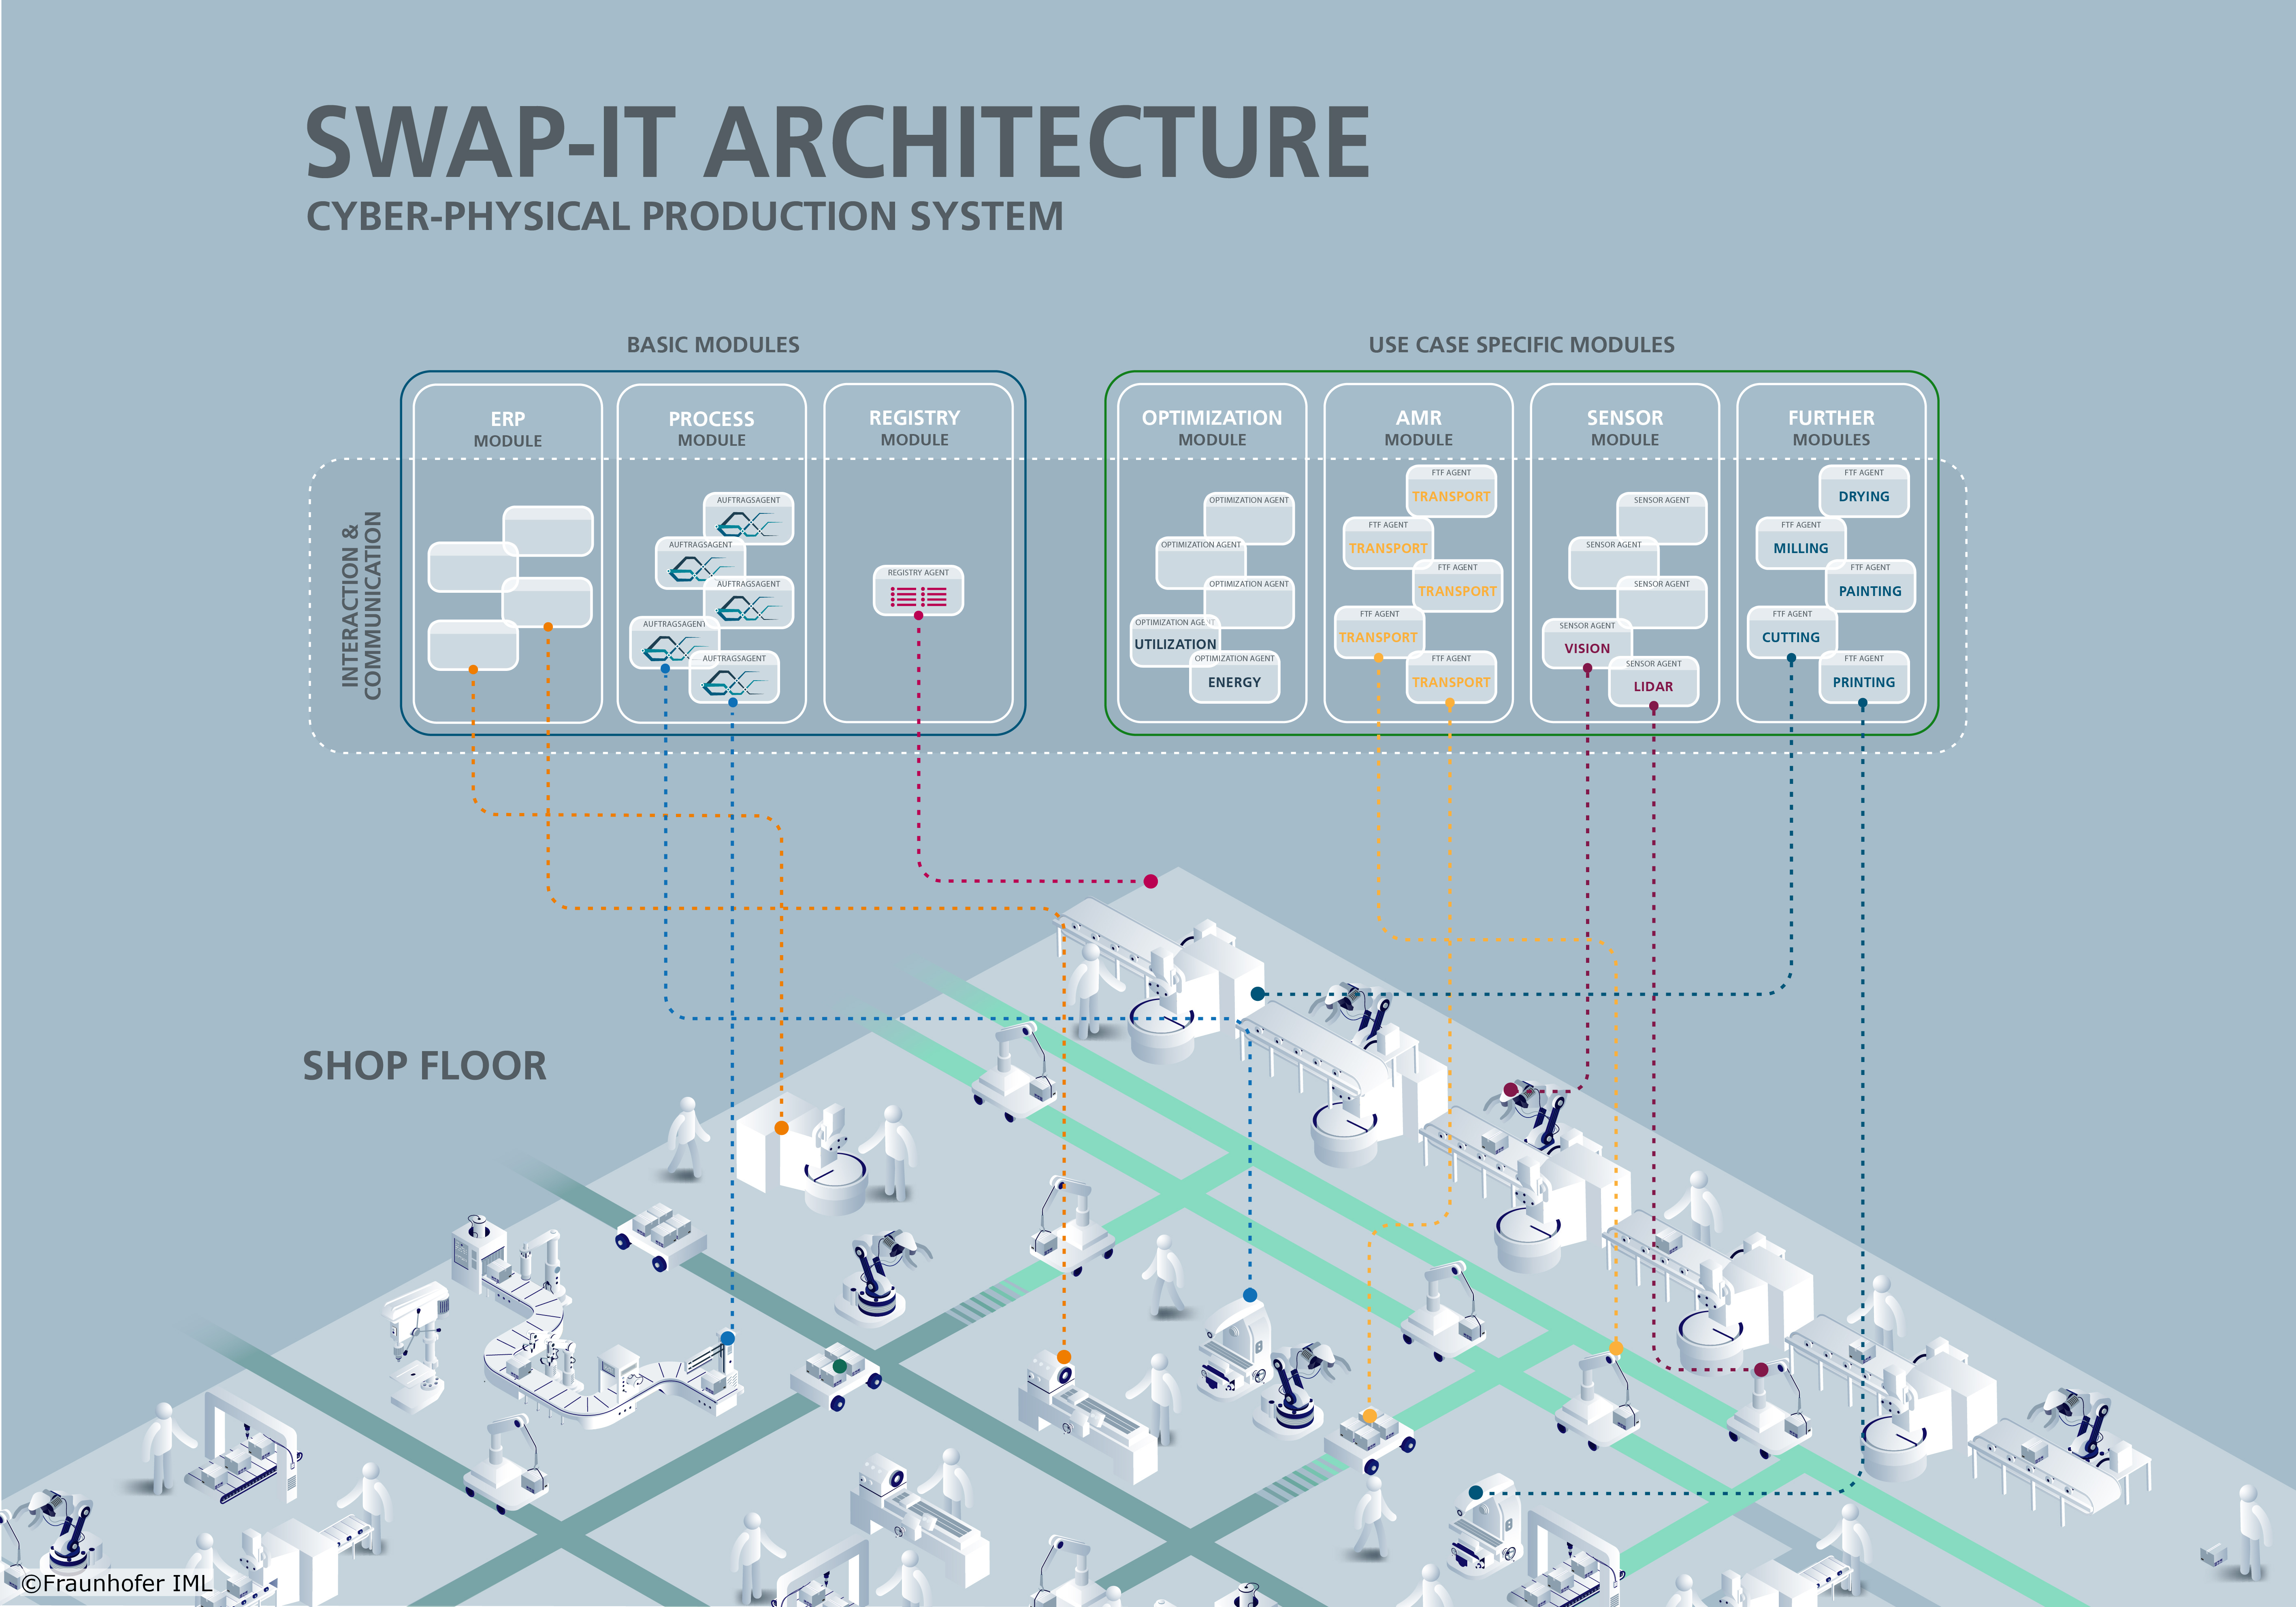 SWAP-IT ARCHITECTURE
CYBER-PHYSICAL PRODUCTION SYSTEM
BASIC MODULES
USE CASE SPECIFIC MODULES
ERP
MODULE
PROCESS
MODULE
REGISTRY
MODULE
OPTIMIZATION
MODULE
AMR
MODULE
SENSOR
MODULE
FURTHER
MODULES
INTERACTION &
COMMUNICATION
AUFTRAGSAGENT
AUFTRAGSAGENT
AUFTRAGSAGENT
AUFTRAGSAGENT
AUFTRAGSAGENT
REGISTRY AGENT
OPTIMIZATION AGENT
OPTIMIZATION AGENT
OPTIMIZATION AGENT
OPTIMIZATION AGENT
UTILIZATION
OPTIMIZATION AGENT
ENERGY
FTF AGENT
TRANSPORT
FTF AGENT
TRANSPORT
FTF AGENT
TRANSPORT
FTF AGENT
TRANSPORT
FTF AGENT
TRANSPORT
SENSOR AGENT
SENSOR AGENT
SENSOR AGENT
SENSOR AGENT
VISION
SENSOR AGENT
LIDAR
FTF AGENT
DRYING
FTF AGENT
MILLING
FTF AGENT
PAINTING
FTF AGENT
CUTTING
FTF AGENT
PRINTING
SHOP FLOOR
©Fraunhofer IML